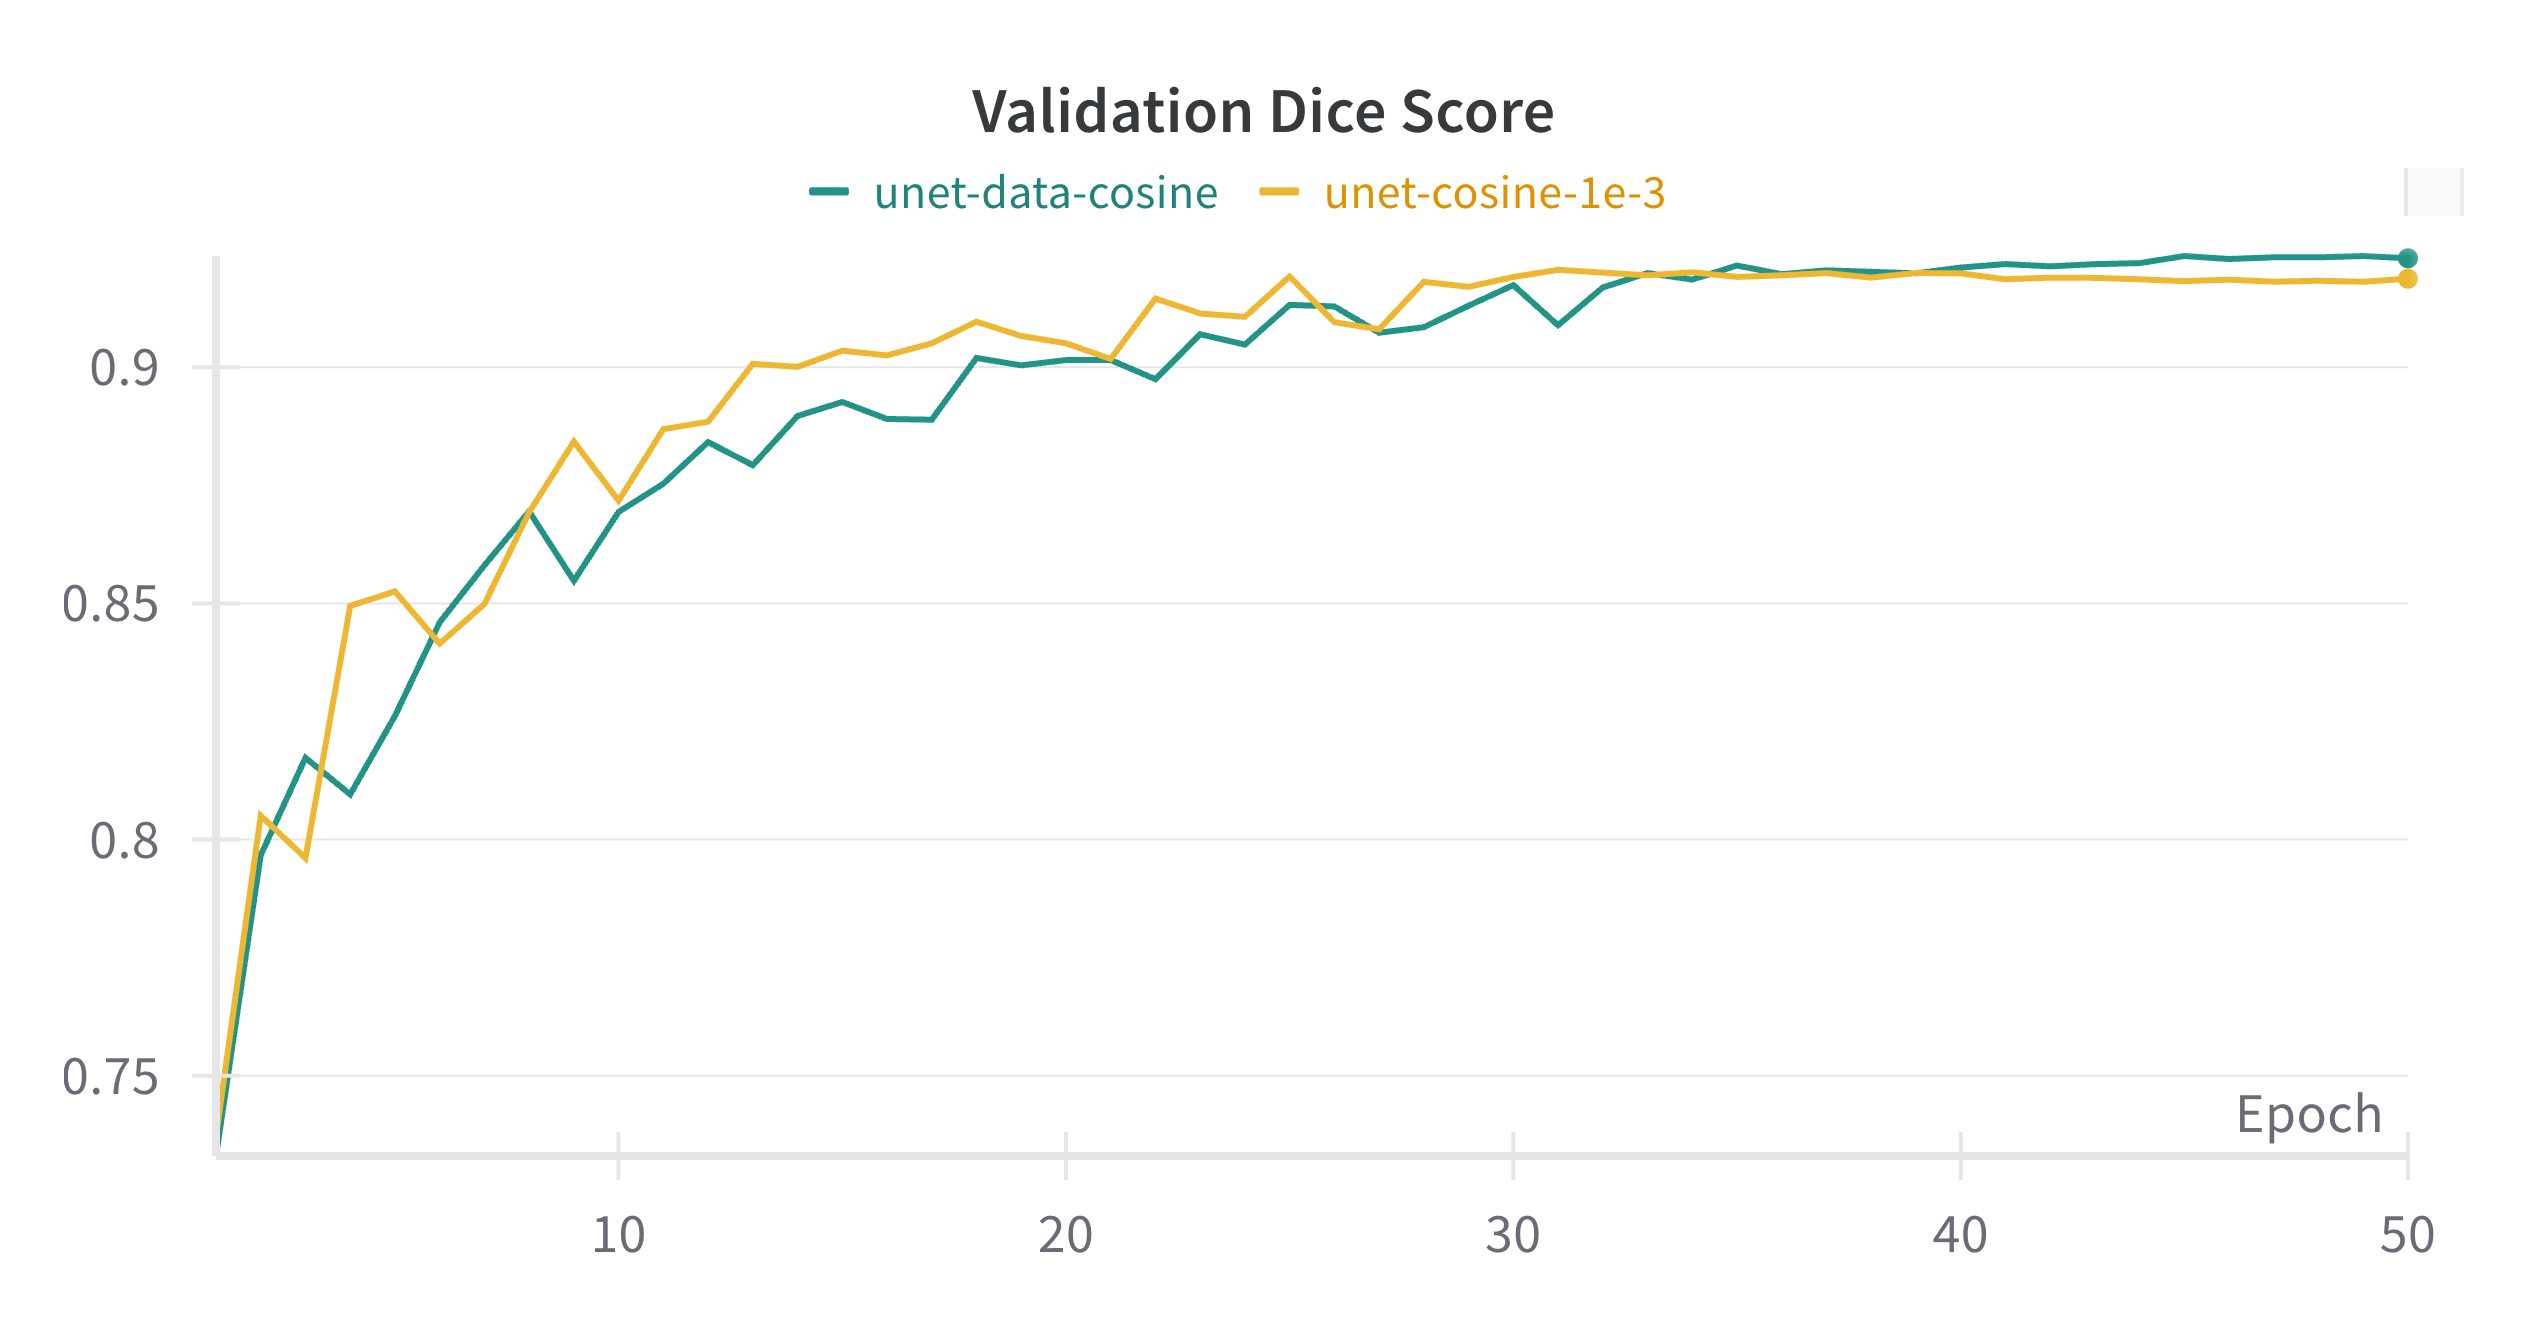 Validation Dice Score
unet-data-cosine unet-cosine-1e-3
0.9
0.85
0.8
0.75
Epoch
10 20 30 40 50